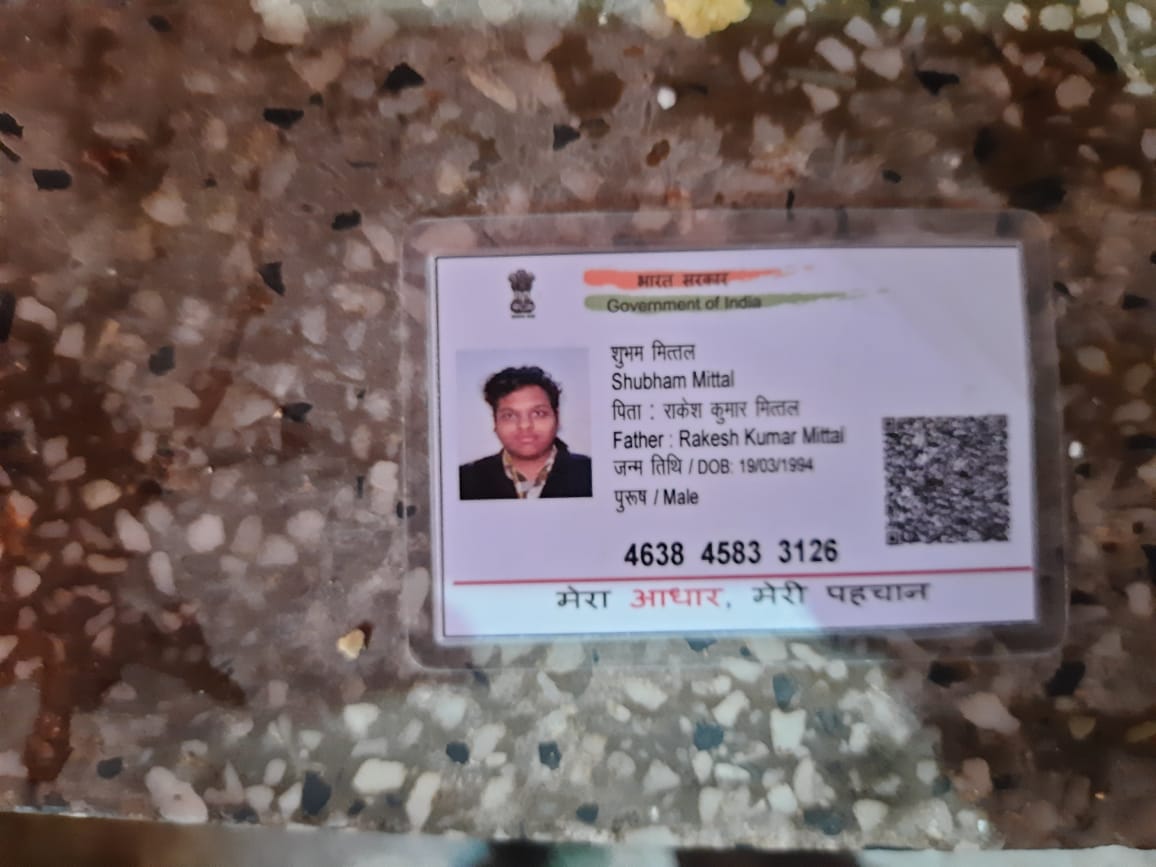 भारत सरकार
Government of India
शुभम मित्तल
Shubham Mittal
पिता : राकेश कुमार मित्तल
Father : Rakesh Kumar Mittal
जन्म तिथि / DOB: 19/03/1994
पुरूष / Male
4638 4583 3126
मेरा आधार, मेरी पहचान